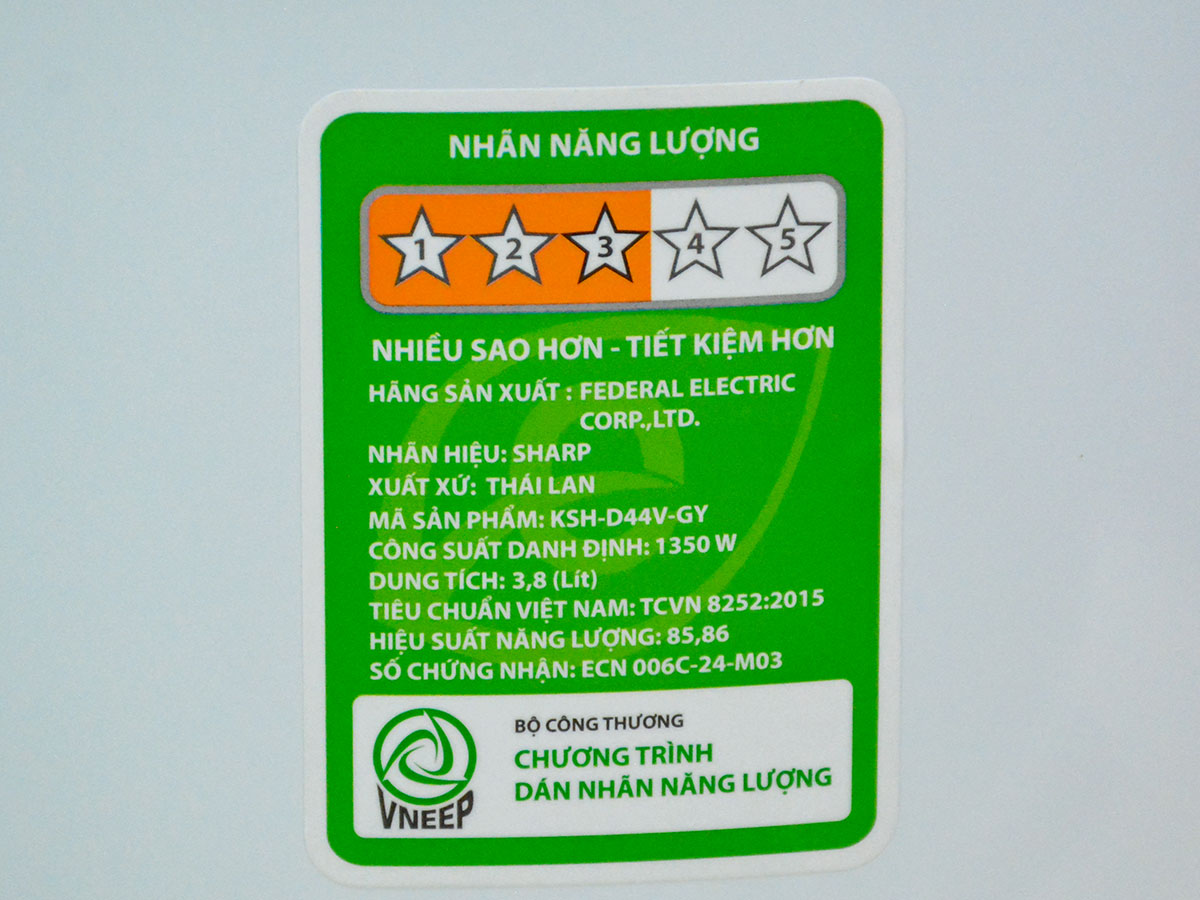 NHÃN NĂNG LƯỢNG
1 2 3 4 5
NHIỀU SAO HƠN - TIẾT KIỆM HƠN
HÃNG SẢN XUẤT : FEDERAL ELECTRIC
CORP.,LTD.
NHÃN HIỆU: SHARP
XUẤT XỨ: THÁI LAN
MÃ SẢN PHẨM: KSH-D44V-GY
CÔNG SUẤT DANH ĐỊNH: 1350 W
DUNG TÍCH: 3,8 (Lít)
TIÊU CHUẨN VIỆT NAM: TCVN 8252:2015
HIỆU SUẤT NĂNG LƯỢNG: 85,86
SỐ CHỨNG NHẬN: ECN 006C-24-M03
BỘ CÔNG THƯƠNG
CHƯƠNG TRÌNH
DÁN NHÃN NĂNG LƯỢNG
VNEEP